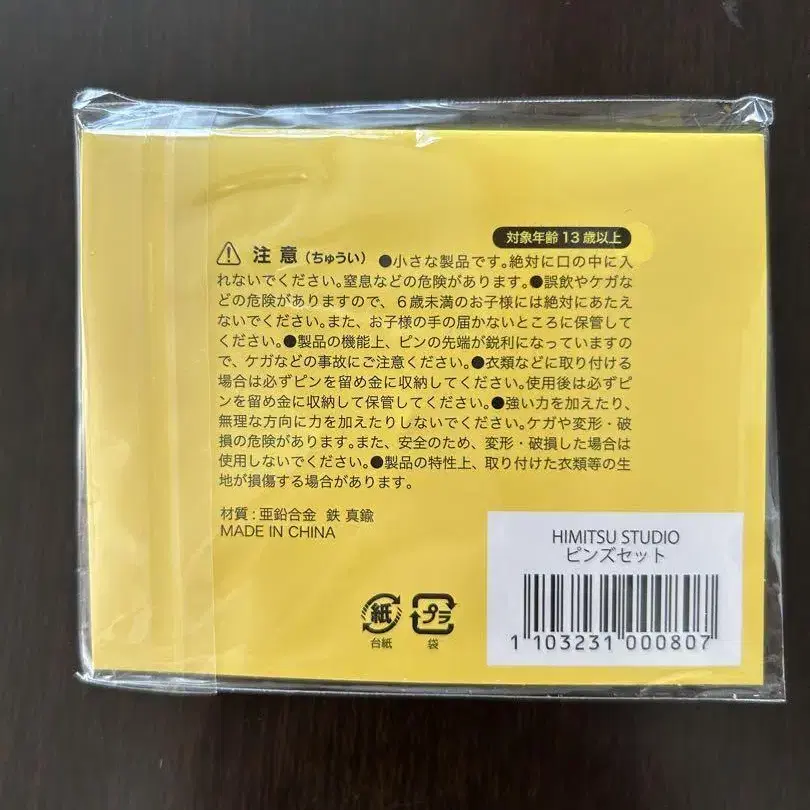 対象年齢 13 歳以上
⚠ 注 意 (ちゅうい) ●小さな製品です。絶対に口の中に入
れないでください。窒息などの危険があります。●誤飲やケガな
どの危険がありますので、６歳未満のお子様には絶対にあたえ
ないでください。また、お子様の手の届かないところに保管して
ください。●製品の機能上、ピンの先端が鋭利になっていますの
で、ケガなどの事故にご注意ください。●衣類などに取り付ける
場合は必ずピンを留め金に収納してください。使用後は必ずピ
ンを留め金に収納して保管してください。●強い力を加えたり、
無理な方向に力を加えたりしないでください。ケガや変形・破
損の危険があります。また、安全のため、変形・破損した場合は
使用しないでください。●製品の特性上、取り付けた衣類等の生
地が損傷する場合があります。
材質 : 亜鉛合金 鉄 真鍮
MADE IN CHINA
紙 プラ
台紙 袋
HIMITSU STUDIO
ピンズセット
1 103231 000807